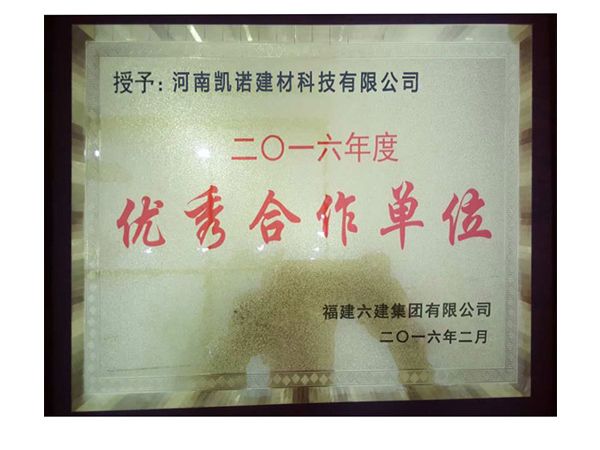 授予：河南凯诺建材科技有限公司
二〇一六年度
优秀合作单位
福建六建集团有限公司
二〇一六年二月